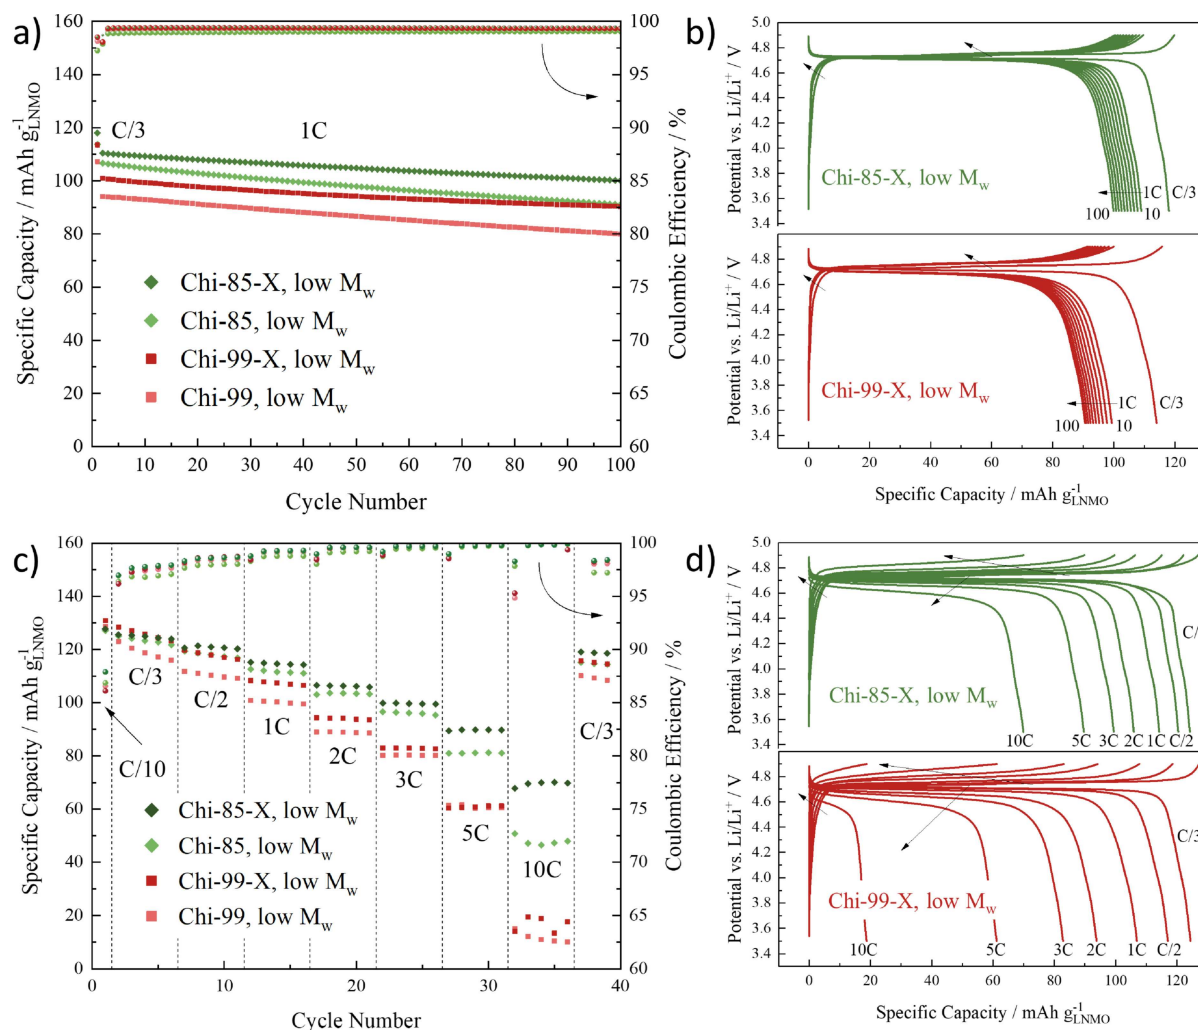 a)
160
140
120
100
80
60
40
20
0
Specific Capacity / mAh g⁻¹LNMO
C/3
1C
Chi-85-X, low Mw
Chi-85, low Mw
Chi-99-X, low Mw
Chi-99, low Mw
100
95
90
85
80
75
70
65
60
Coulombic Efficiency / %
0 10 20 30 40 50 60 70 80 90 100
Cycle Number
b)
5.0
4.8
4.6
4.4
4.2
4.0
3.8
3.6
3.4
Potential vs. Li/Li⁺ / V
Chi-85-X, low Mw
1C
C/3
100
10
4.8
4.6
4.4
4.2
4.0
3.8
3.6
3.4
Potential vs. Li/Li⁺ / V
Chi-99-X, low Mw
1C
C/3
100
10
0 20 40 60 80 100 120
Specific Capacity / mAh g⁻¹LNMO
c)
160
140
120
100
80
60
40
20
0
Specific Capacity / mAh g⁻¹LNMO
C/10
C/3
C/2
1C
2C
3C
5C
10C
C/3
Chi-85-X, low Mw
Chi-85, low Mw
Chi-99-X, low Mw
Chi-99, low Mw
100
95
90
85
80
75
70
65
60
Coulombic Efficiency / %
0 10 20 30 40
Cycle Number
d)
5.0
4.8
4.6
4.4
4.2
4.0
3.8
3.6
3.4
Potential vs. Li/Li⁺ / V
Chi-85-X, low Mw
C/
10C 5C 3C 2C 1C C/2
4.8
4.6
4.4
4.2
4.0
3.8
3.6
3.4
Potential vs. Li/Li⁺ / V
Chi-99-X, low Mw
C/3
10C 5C 3C 2C 1C C/2
0 20 40 60 80 100 120
Specific Capacity / mAh g⁻¹LNMO